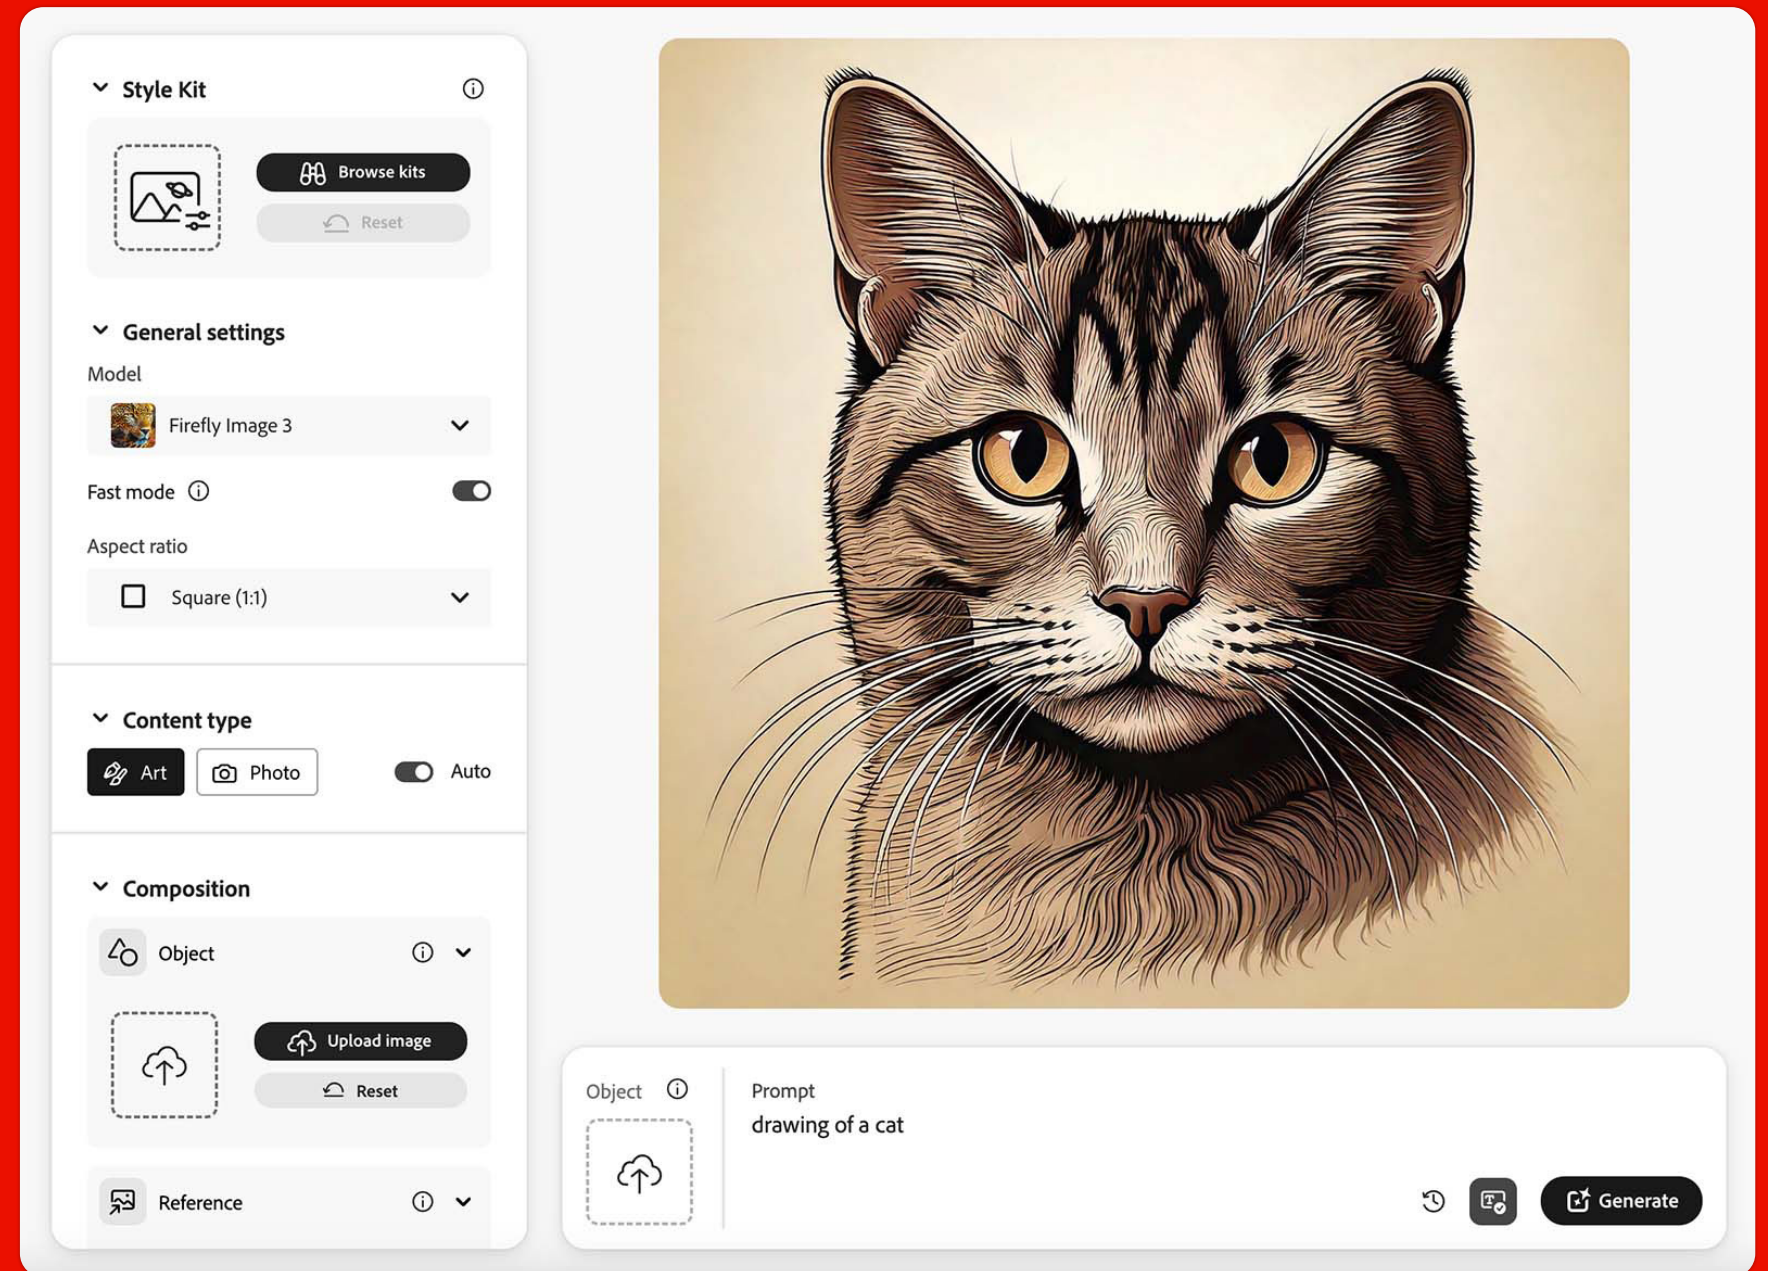 Style Kit
Browse kits
Reset
General settings
Model
Firefly Image 3
Fast mode
Aspect ratio
Square (1:1)
Content type
Art
Photo
Auto
Composition
Object
Upload image
Reset
Reference
Object
Prompt
drawing of a cat
Generate